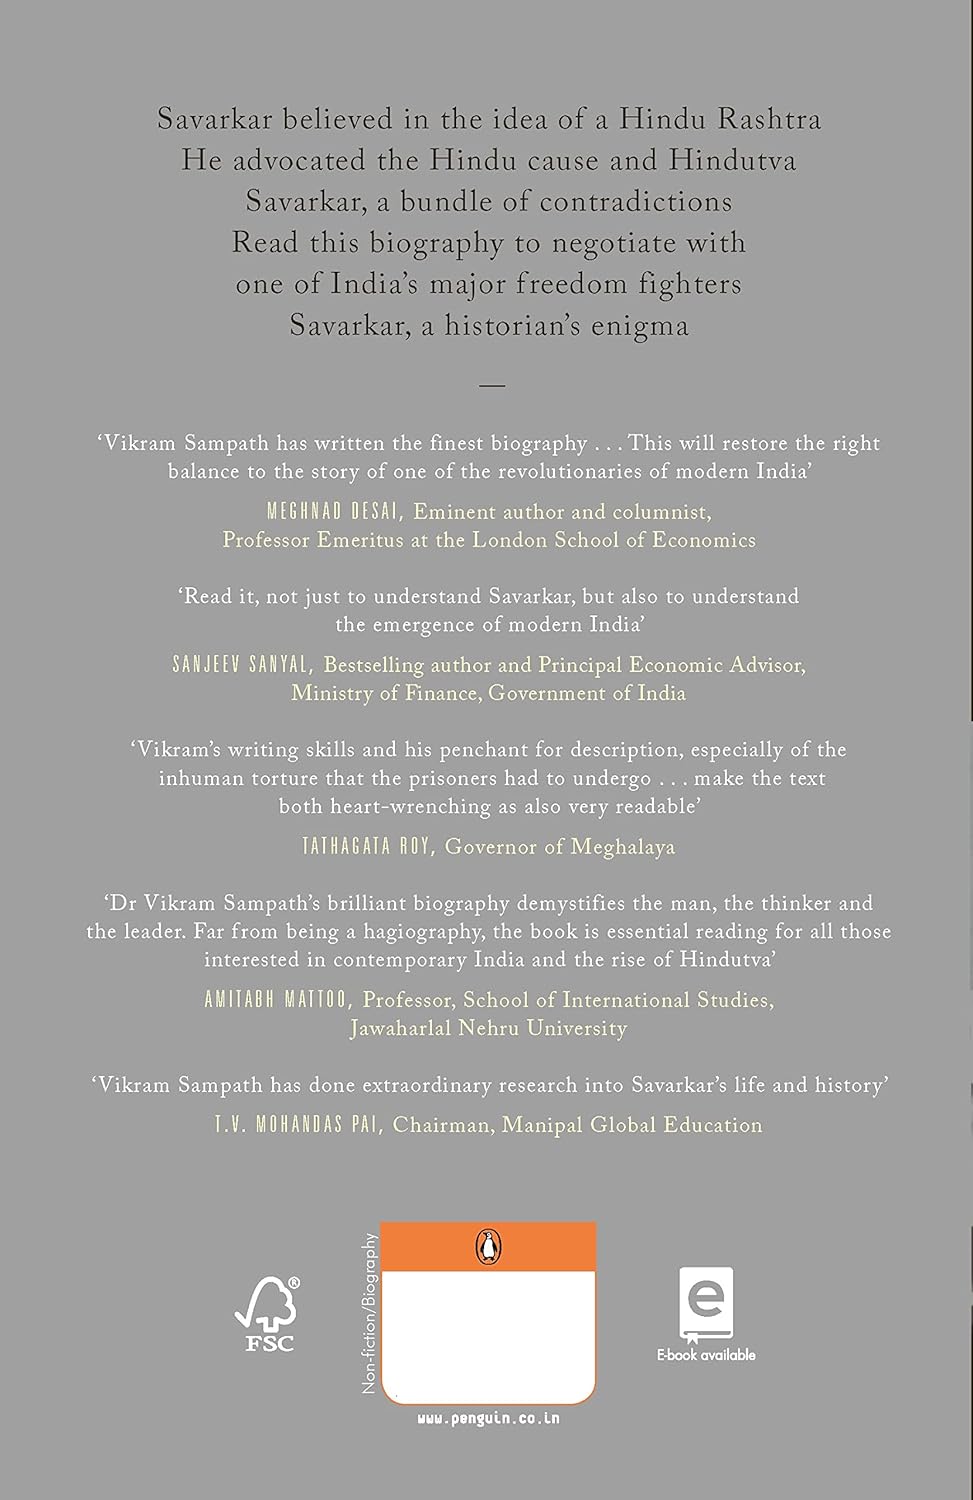 Savarkar believed in the idea of a Hindu Rashtra
He advocated the Hindu cause and Hindutva
Savarkar, a bundle of contradictions
Read this biography to negotiate with
one of India’s major freedom fighters
Savarkar, a historian’s enigma
—
‘Vikram Sampath has written the finest biography . . . This will restore the right
balance to the story of one of the revolutionaries of modern India’
MEGHNAD DESAI, Eminent author and columnist,
Professor Emeritus at the London School of Economics
‘Read it, not just to understand Savarkar, but also to understand
the emergence of modern India’
SANJEEV SANYAL, Bestselling author and Principal Economic Advisor,
Ministry of Finance, Government of India
‘Vikram’s writing skills and his penchant for description, especially of the
inhuman torture that the prisoners had to undergo . . . make the text
both heart-wrenching as also very readable’
TATHAGATA ROY, Governor of Meghalaya
‘Dr Vikram Sampath’s brilliant biography demystifies the man, the thinker and
the leader. Far from being a hagiography, the book is essential reading for all those
interested in contemporary India and the rise of Hindutva’
AMITABH MATTOO, Professor, School of International Studies,
Jawaharlal Nehru University
‘Vikram Sampath has done extraordinary research into Savarkar’s life and history’
T.V. MOHANDAS PAI, Chairman, Manipal Global Education
®
FSC
Non-fiction/Biography
e
E-book available
www.penguin.co.in